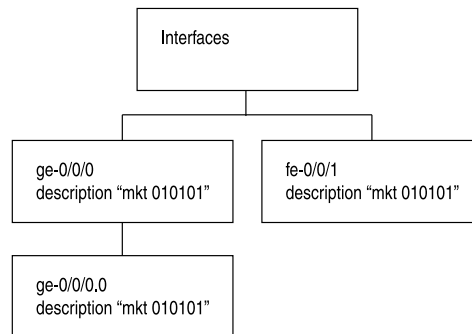 Interfaces
ge-0/0/0
description “mkt 010101”
fe-0/0/1
description “mkt 010101”
ge-0/0/0.0
description “mkt 010101”